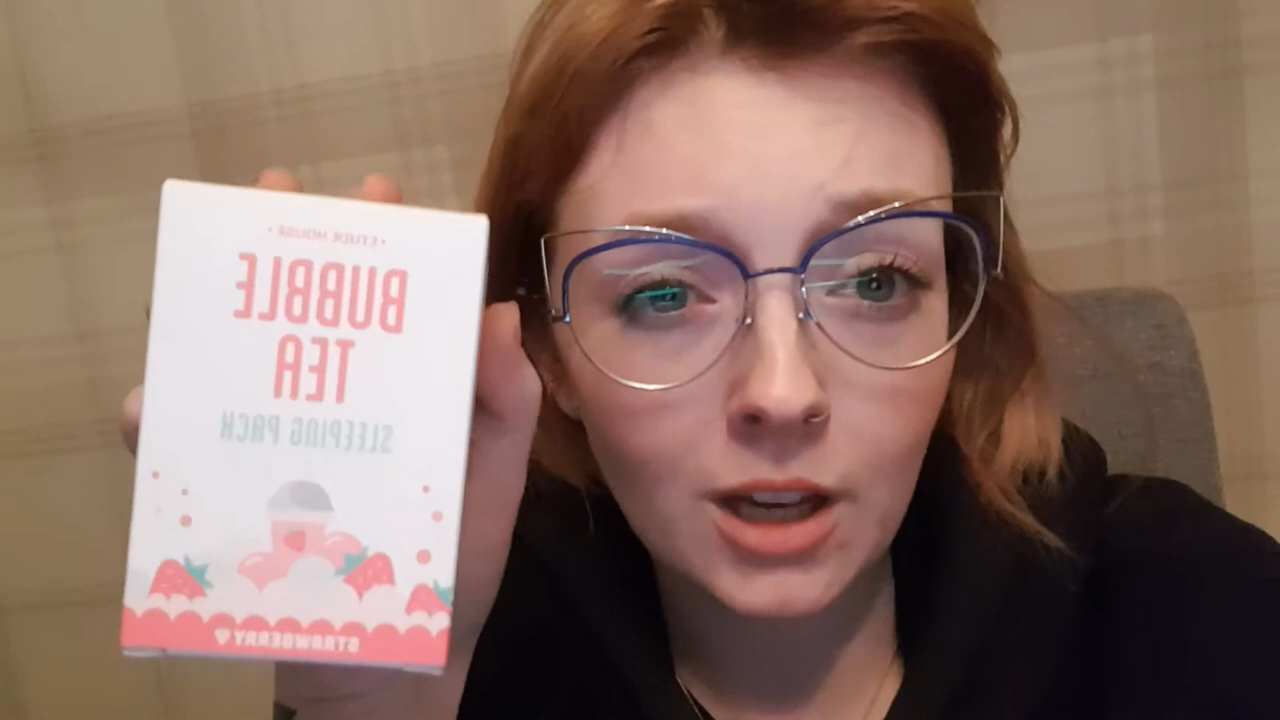 • ETUDE HOUSE •
BUBBLE
TEA
SLEEPING PACK
STRAWBERRY